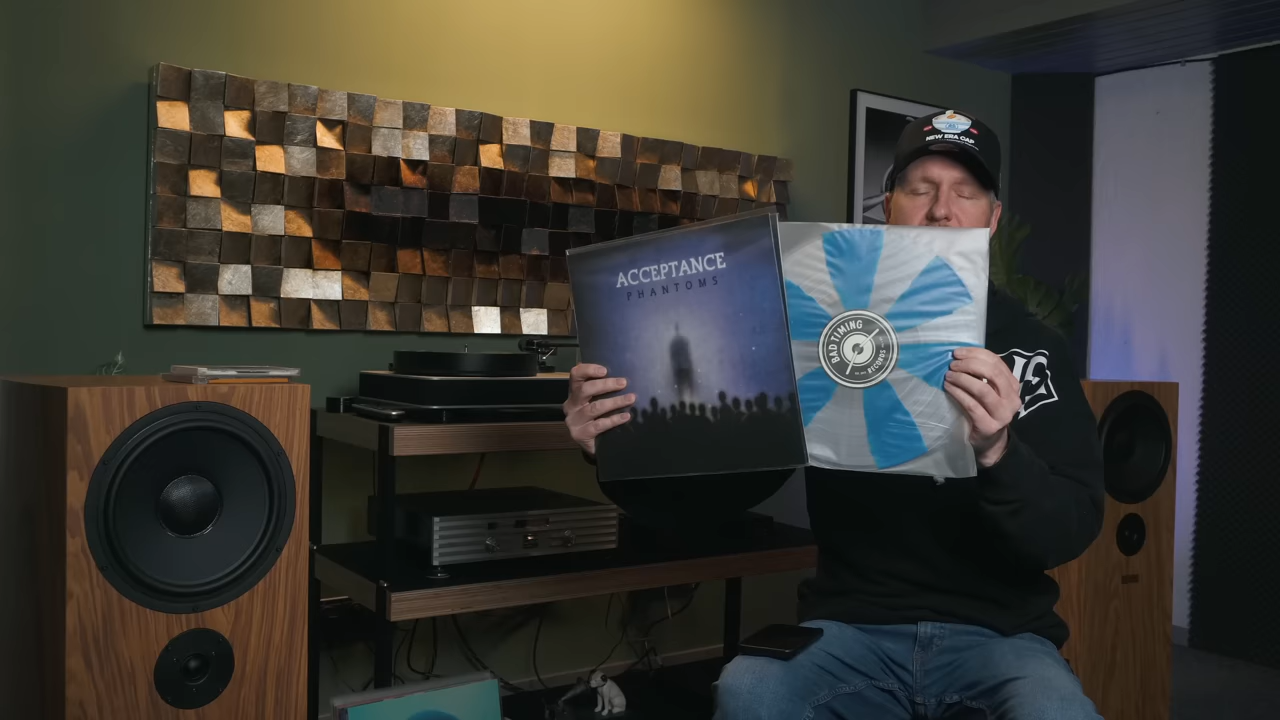 NEW ERA CAP
ACCEPTANCE
PHANTOMS
BAD TIMING
RECORDS